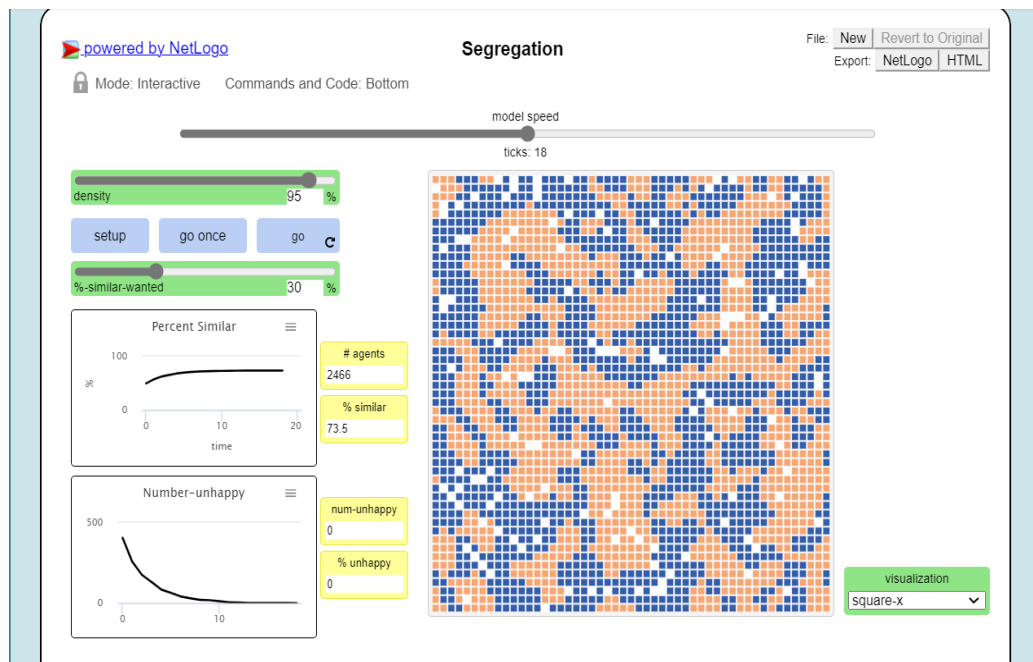 powered by NetLogo
Segregation
File: New Revert to Original
Export: NetLogo HTML
Mode: Interactive Commands and Code: Bottom
model speed
ticks: 18
density 95 %
setup go once go
%-similar-wanted 30 %
Percent Similar
100
%
0
0 10 20
time
# agents
2466
% similar
73.5
Number-unhappy
500
0
0 10
num-unhappy
0
% unhappy
0
visualization
square-x